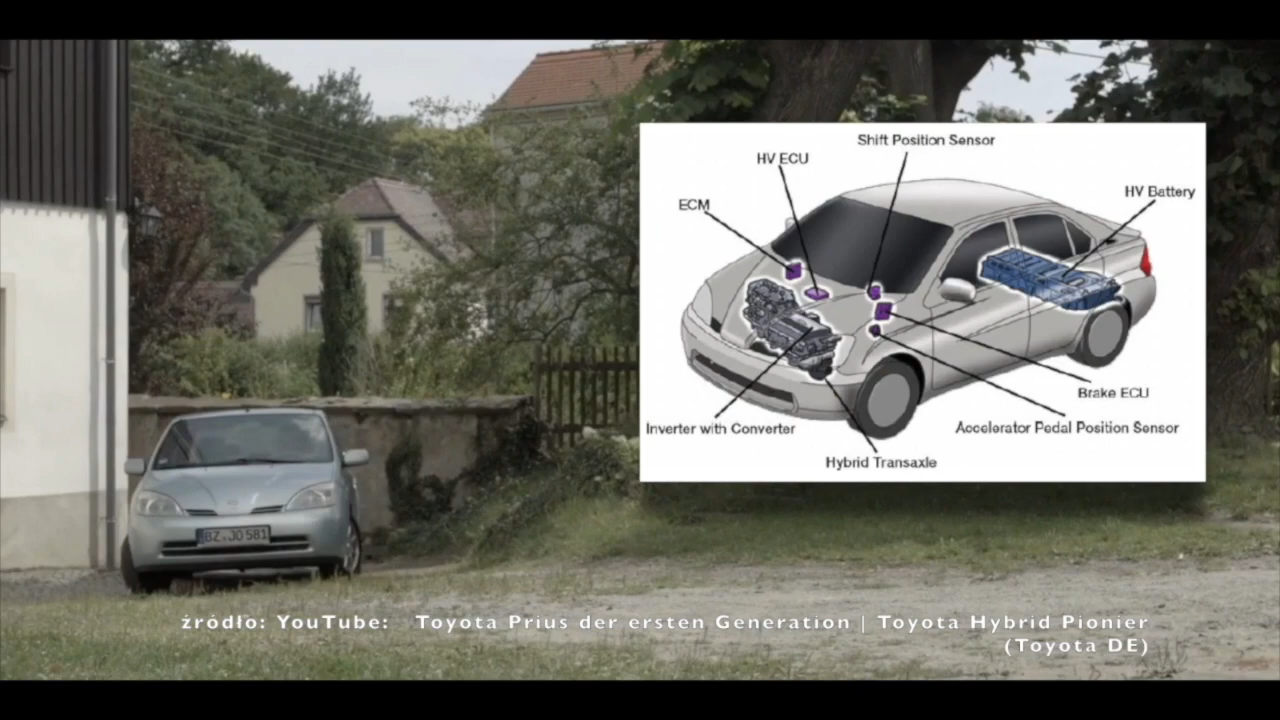 Shift Position Sensor
HV ECU
HV Battery
ECM
Brake ECU
Inverter with Converter
Accelerator Pedal Position Sensor
Hybrid Transaxle
BZ JO 581
źródło: YouTube: Toyota Prius der ersten Generation | Toyota Hybrid Pionier
(Toyota DE)